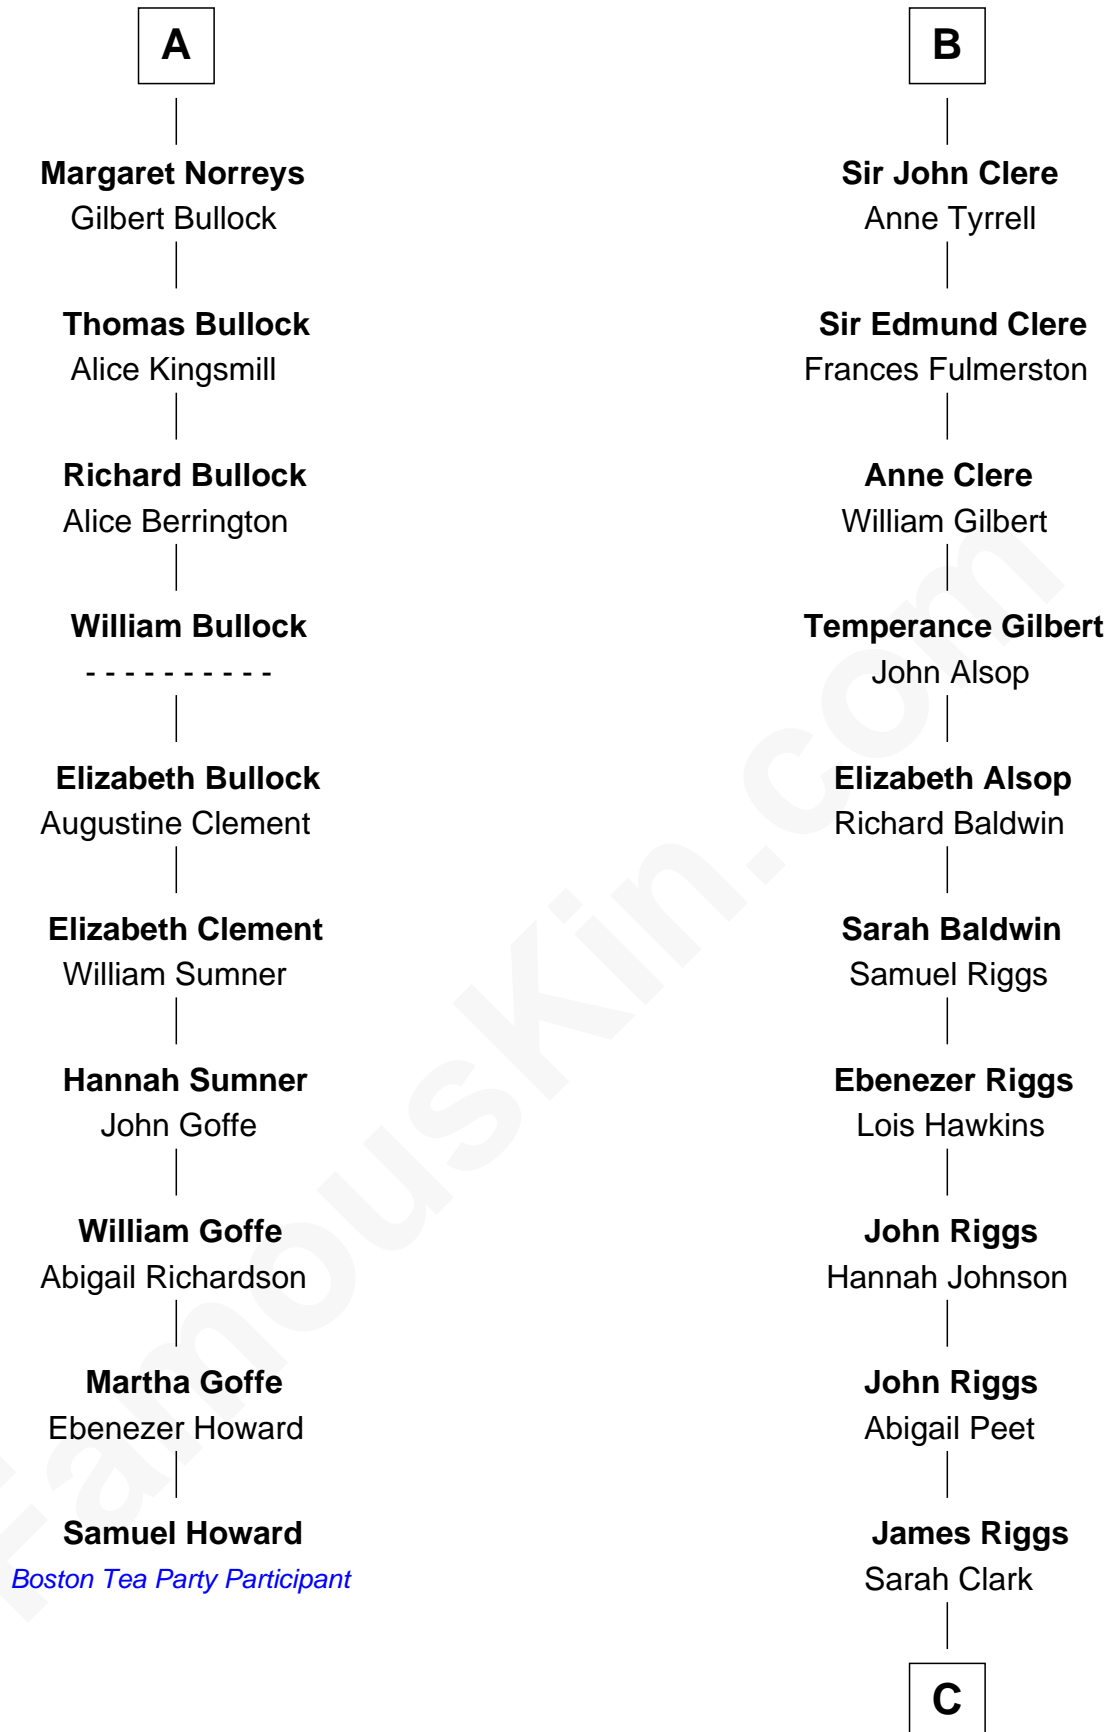 A
Margaret Norreys
Gilbert Bullock
Thomas Bullock
Alice Kingsmill
Richard Bullock
Alice Berrington
William Bullock
- - - - - - - - - -
Elizabeth Bullock
Augustine Clement
Elizabeth Clement
William Sumner
Hannah Sumner
John Goffe
William Goffe
Abigail Richardson
Martha Goffe
Ebenezer Howard
Samuel Howard
Boston Tea Party Participant
B
Sir John Clere
Anne Tyrrell
Sir Edmund Clere
Frances Fulmerston
Anne Clere
William Gilbert
Temperance Gilbert
John Alsop
Elizabeth Alsop
Richard Baldwin
Sarah Baldwin
Samuel Riggs
Ebenezer Riggs
Lois Hawkins
John Riggs
Hannah Johnson
John Riggs
Abigail Peet
James Riggs
Sarah Clark
C
FamousKin.com